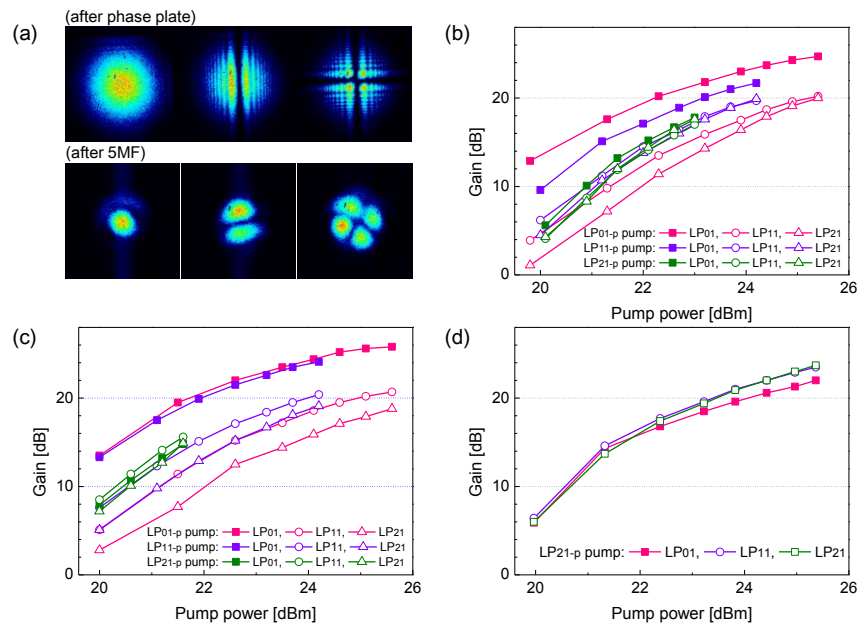 (a)
(after phase plate)
(after 5MF)
(b)
Gain [dB]
30
20
10
0
20
22
24
26
Pump power [dBm]
LP01-p pump: LP01, LP11, LP21
LP11-p pump: LP01, LP11, LP21
LP21-p pump: LP01, LP11, LP21
(c)
Gain [dB]
20
10
0
20
22
24
26
Pump power [dBm]
LP01-p pump: LP01, LP11, LP21
LP11-p pump: LP01, LP11, LP21
LP21-p pump: LP01, LP11, LP21
(d)
Gain [dB]
20
10
0
20
22
24
26
Pump power [dBm]
LP21-p pump: LP01, LP11, LP21